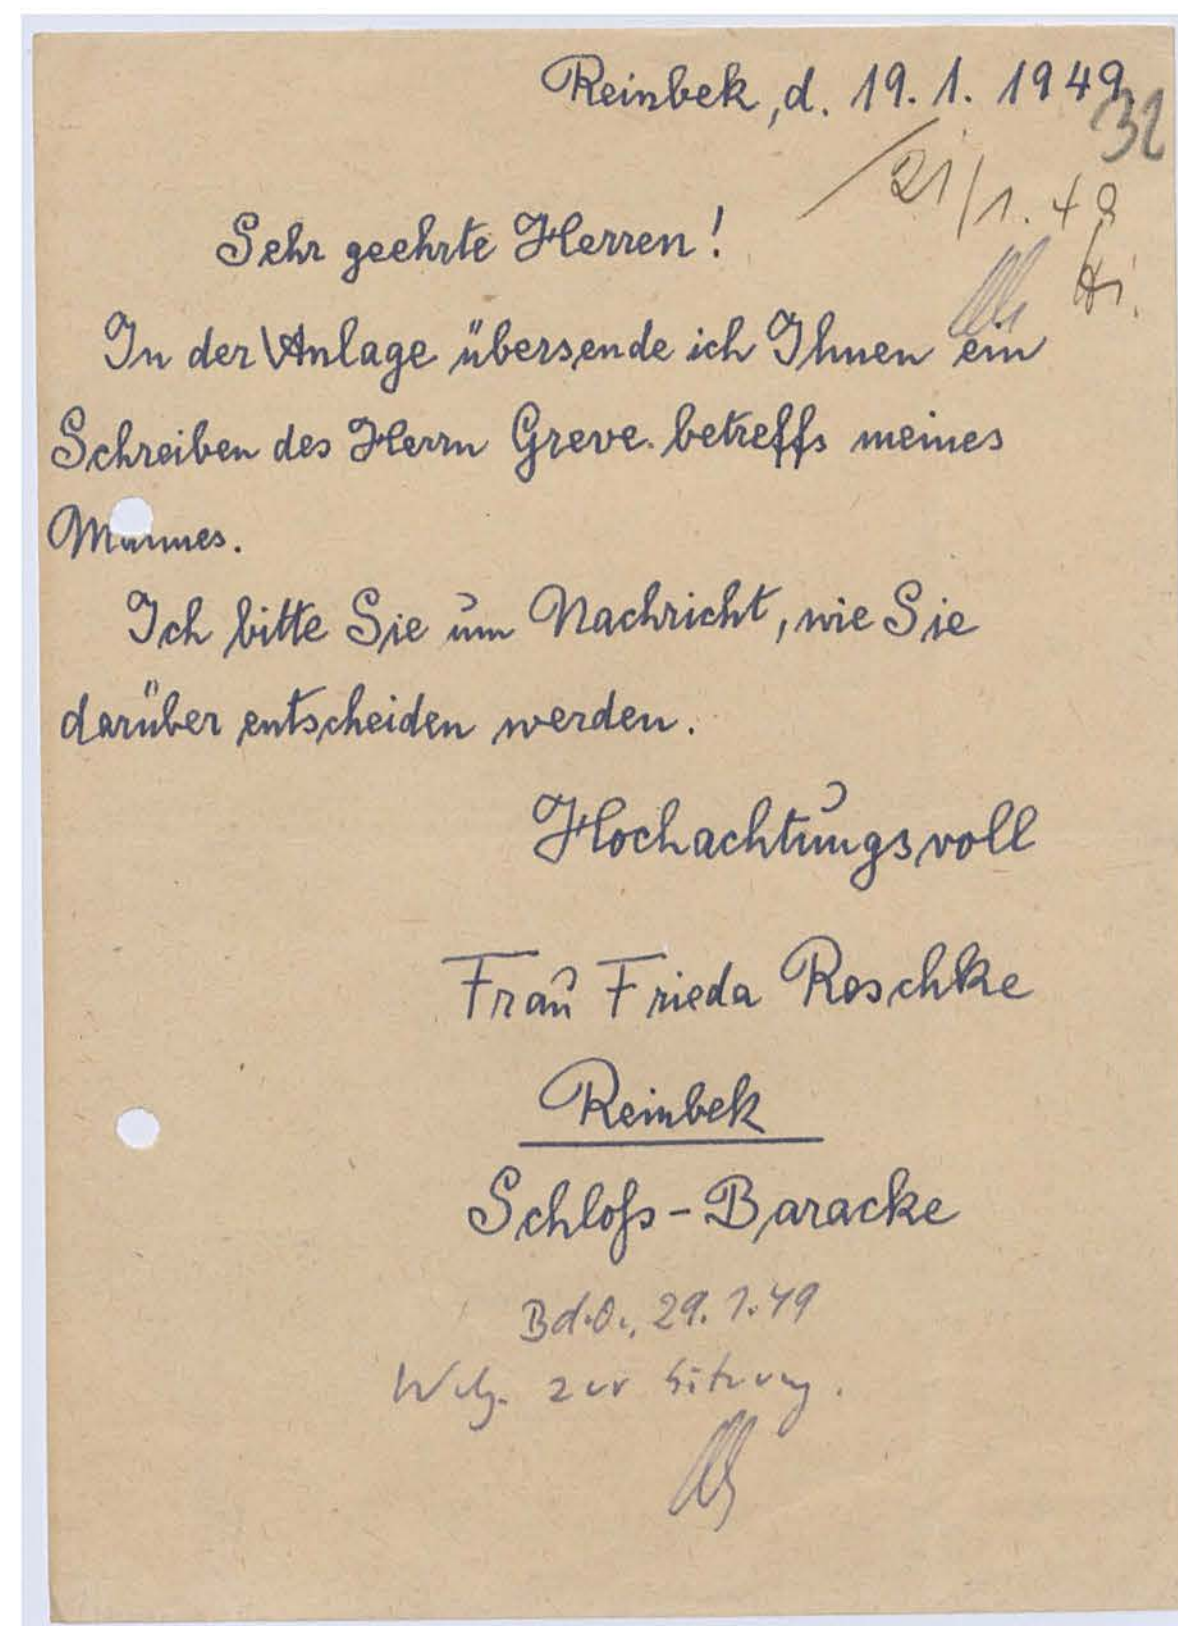 Reinbek, d. 19.1.1949
32
21/1.49
Sehr geehrte Herren!
In der Anlage übersende ich Ihnen ein
Schreiben des Herrn Greve betreffs meines
Mannes.
Ich bitte Sie um Nachricht, wie Sie
darüber entscheiden werden.
Hochachtungsvoll
Frau Frieda Roschke
Reinbek
Schloß-Baracke
Bd.O., 29.1.49
zur Sitzung.